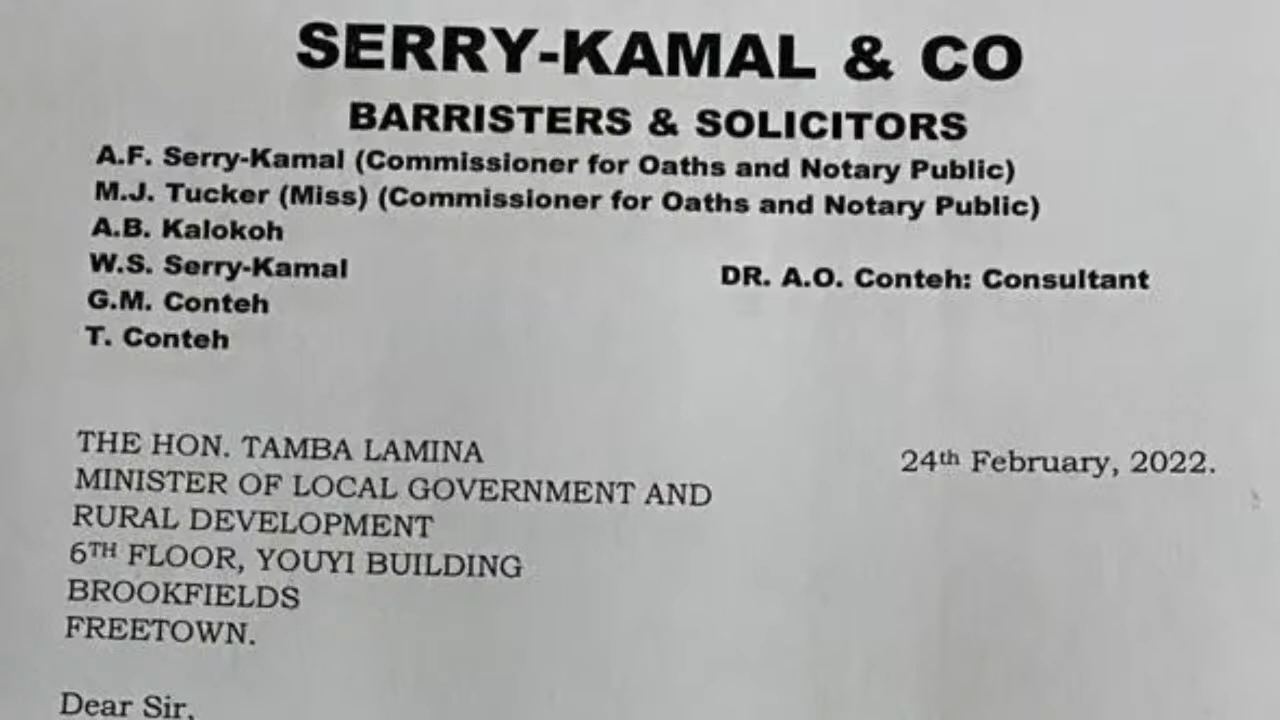 SERRY-KAMAL & CO
BARRISTERS & SOLICITORS
A.F. Serry-Kamal (Commissioner for Oaths and Notary Public)
M.J. Tucker (Miss) (Commissioner for Oaths and Notary Public)
A.B. Kalokoh
W.S. Serry-Kamal
DR. A.O. Conteh: Consultant
G.M. Conteh
T. Conteh
THE HON. TAMBA LAMINA
24th February, 2022.
MINISTER OF LOCAL GOVERNMENT AND
RURAL DEVELOPMENT
6TH FLOOR, YOUYI BUILDING
BROOKFIELDS
FREETOWN.
Dear Sir,